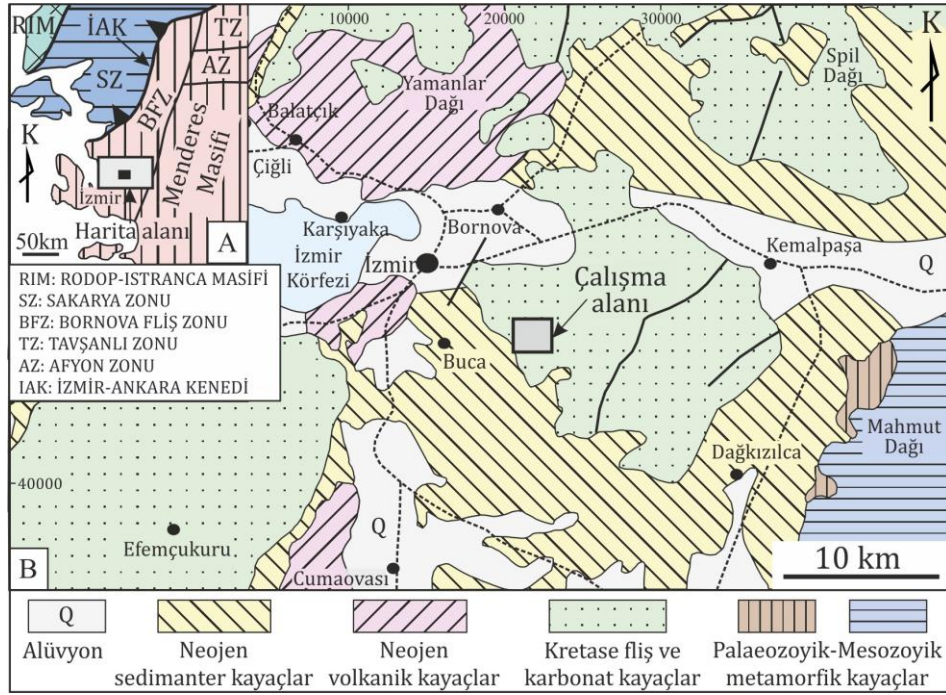 RIM
İAK
SZ
TZ
AZ
BFZ
Menderes
Masifi
K
İzmir
Harita alanı
50km
A
RIM: RODOP-ISTRANCA MASİFİ
SZ: SAKARYA ZONU
BFZ: BORNOVA FLİŞ ZONU
TZ: TAVŞANLI ZONU
AZ: AFYON ZONU
IAK: İZMİR-ANKARA KENEDİ
10000
20000
30000
K
Yamanlar
Dağı
Spil
Dağı
Balatçık
Çiğli
Karşıyaka
Bornova
İzmir
Körfezi
İzmir
Kemalpaşa
Q
Çalışma
alanı
Buca
Mahmut
Dağı
Dağkızılca
40000
Efemçukuru
Q
Cumaovası
B
10 km
Q
Alüvyon
Neojen
sedimanter kayaçlar
Neojen
volkanik kayaçlar
Kretase fliş ve
karbonat kayaçlar
Palaeozoyik-Mesozoyik
metamorfik kayaçlar